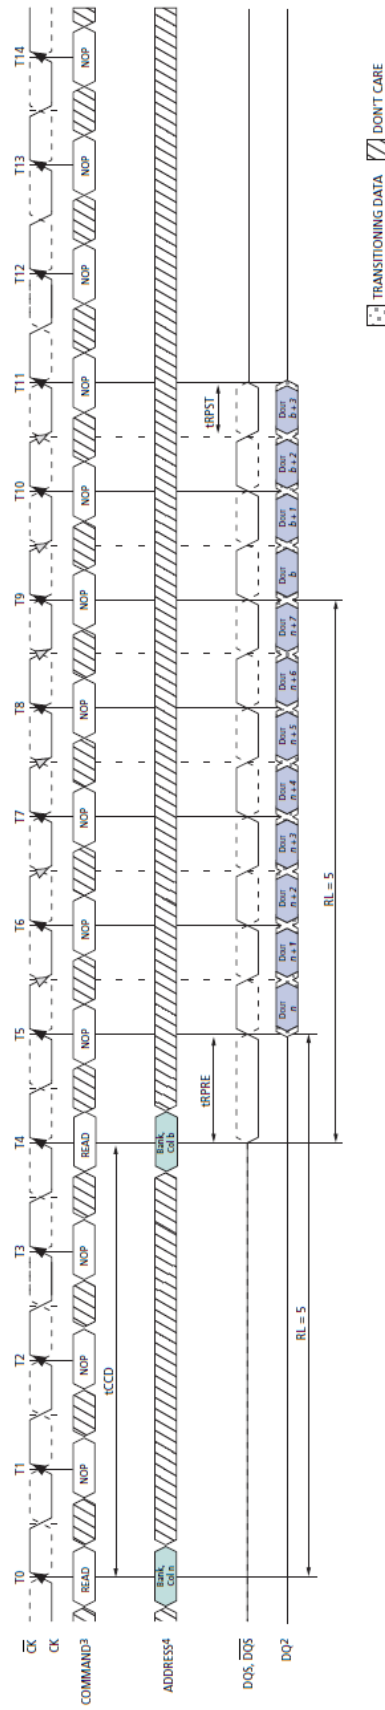 T0 T1 T2 T3 T4 T5 T6 T7 T8 T9 T10 T11 T12 T13 T14
CK
CK
COMMAND3 READ NOP NOP NOP READ NOP NOP NOP NOP NOP NOP NOP NOP NOP NOP
tCCD
ADDRESS4 Bank, Col n Bank, Col b
tRPRE tRPST
DQS, DQS
DQ2 DOUT n DOUT n + 1 DOUT n + 2 DOUT n + 3 DOUT n + 4 DOUT n + 5 DOUT n + 6 DOUT n + 7 DOUT b DOUT b + 1 DOUT b + 2 DOUT b + 3
RL = 5
RL = 5
TRANSITIONING DATA DON'T CARE